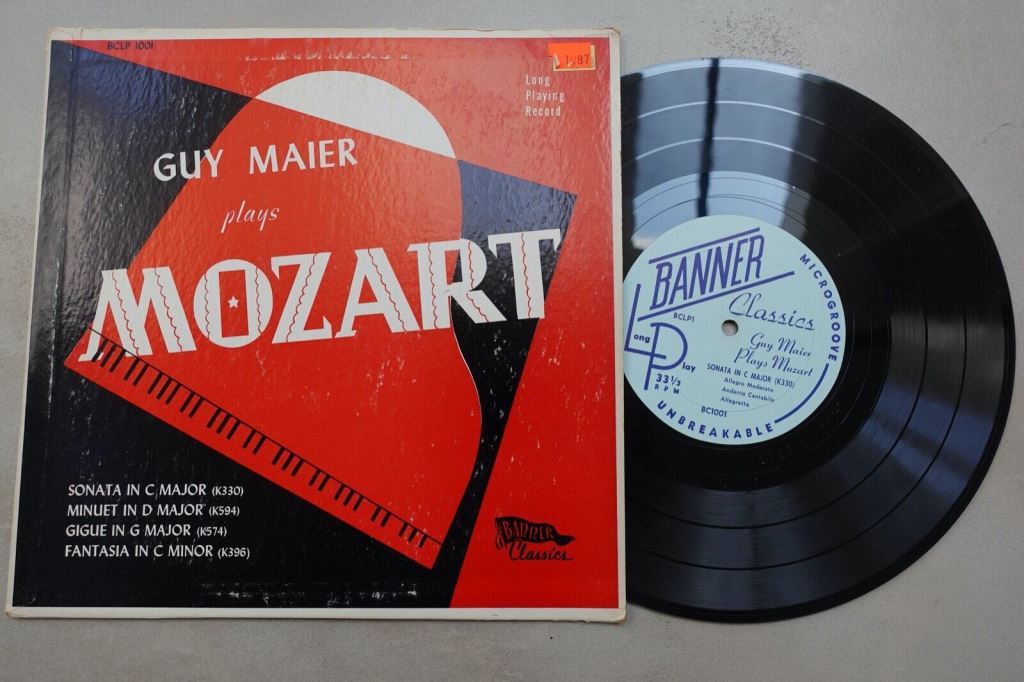 BCLP 1001
1.87
Long
Playing
Record
GUY MAIER
plays
MOZART
SONATA IN C MAJOR (K330)
MINUET IN D MAJOR (K594)
GIGUE IN G MAJOR (K574)
FANTASIA IN C MINOR (K396)
BANNER
Classics
BANNER
Classics
MICROGROOVE
BCLP1
Long Play
Guy Maier
Plays Mozart
SONATA IN C MAJOR (K330)
Allegro Moderato
Andante Cantabile
Allegretto
33 1/3
RPM
BC1001
UNBREAKABLE